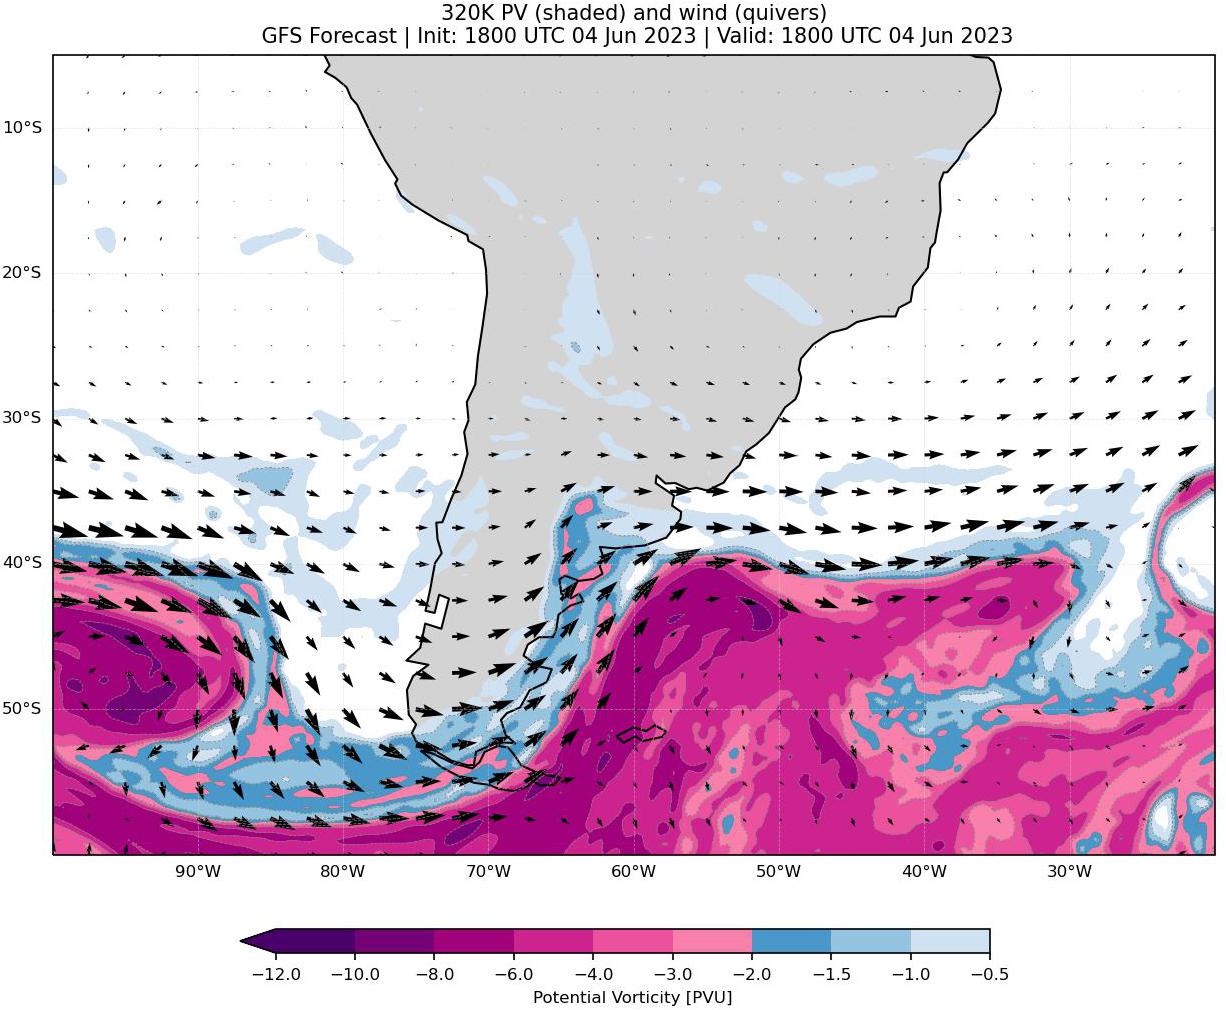 320K PV (shaded) and wind (quivers)
GFS Forecast | Init: 1800 UTC 04 Jun 2023 | Valid: 1800 UTC 04 Jun 2023
10°S
20°S
30°S
40°S
50°S
90°W 80°W 70°W 60°W 50°W 40°W 30°W
−12.0 −10.0 −8.0 −6.0 −4.0 −3.0 −2.0 −1.5 −1.0 −0.5
Potential Vorticity [PVU]